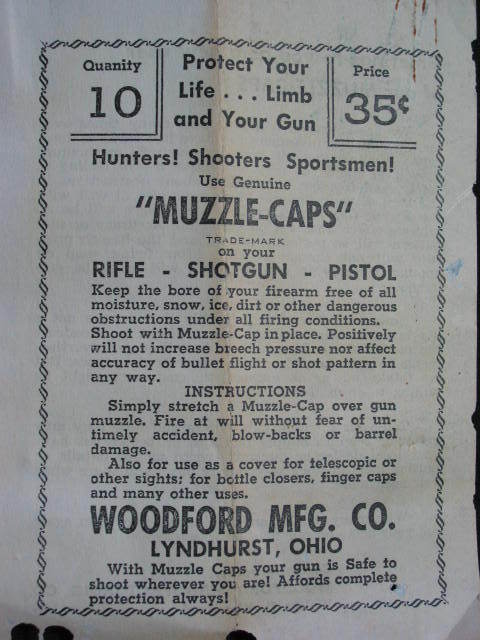 Quanity
10
Protect Your
Life . . . Limb
and Your Gun
Price
35¢
Hunters! Shooters Sportsmen!
Use Genuine
"MUZZLE-CAPS"
TRADE-MARK
on your
RIFLE - SHOTGUN - PISTOL
Keep the bore of your firearm free of all
moisture, snow, ice, dirt or other dangerous
obstructions under all firing conditions.
Shoot with Muzzle-Cap in place. Positively
will not increase breech pressure nor affect
accuracy of bullet flight or shot pattern in
any way.
INSTRUCTIONS
Simply stretch a Muzzle-Cap over gun
muzzle. Fire at will without fear of un-
timely accident, blow-backs or barrel
damage.
Also for use as a cover for telescopic or
other sights; for bottle closers, finger caps
and many other uses.
WOODFORD MFG. CO.
LYNDHURST, OHIO
With Muzzle Caps your gun is Safe to
shoot wherever you are! Affords complete
protection always!